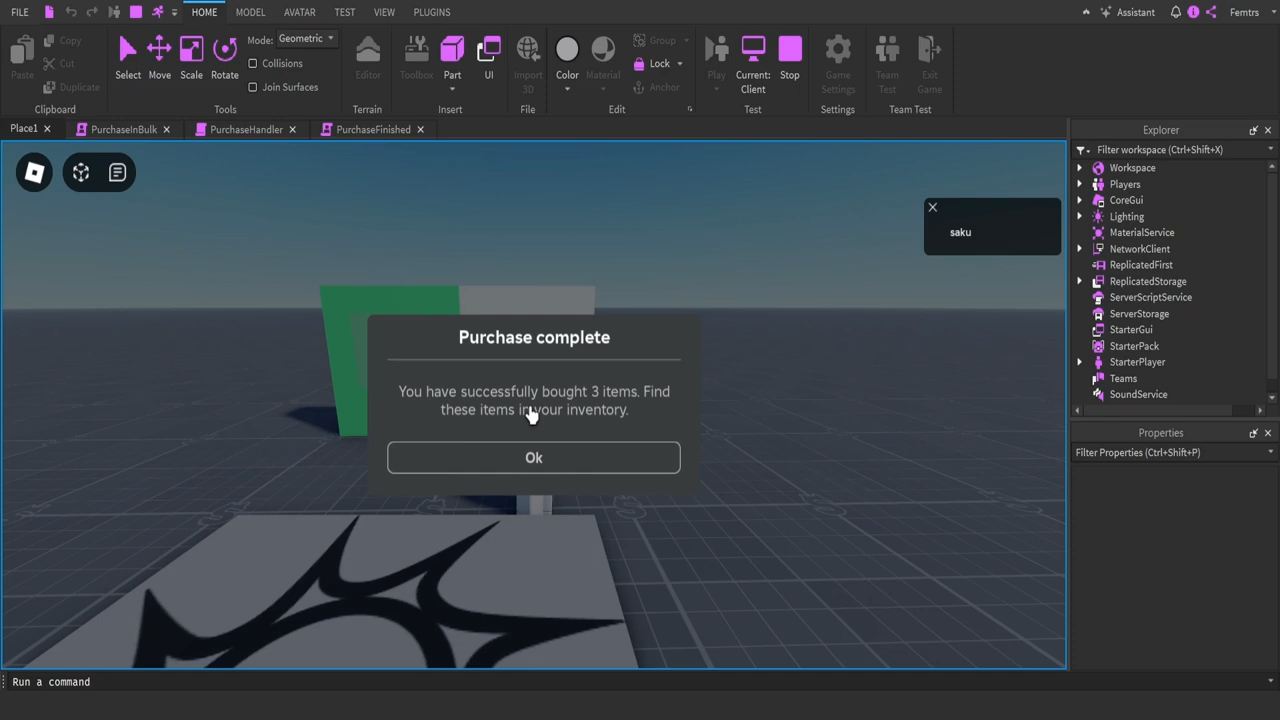 FILE HOME MODEL AVATAR TEST VIEW PLUGINS Assistant Femtrs
Paste Copy Cut Duplicate
Select Move Scale Rotate
Mode: Geometric
Collisions
Join Surfaces
Editor
Toolbox Part UI
Import
3D
Color Material
Group
Lock
Anchor
Play
Current:
Client
Stop
Game
Settings
Team
Test
Exit
Game
Clipboard Tools Terrain Insert File Edit Test Settings Team Test
Place1 PurchaseInBulk PurchaseHandler PurchaseFinished
saku
Purchase complete
You have successfully bought 3 items. Find
these items in your inventory.
Ok
Explorer
Filter workspace (Ctrl+Shift+X)
Workspace
Players
CoreGui
Lighting
MaterialService
NetworkClient
ReplicatedFirst
ReplicatedStorage
ServerScriptService
ServerStorage
StarterGui
StarterPack
StarterPlayer
Teams
SoundService
Properties
Filter Properties (Ctrl+Shift+P)
Run a command